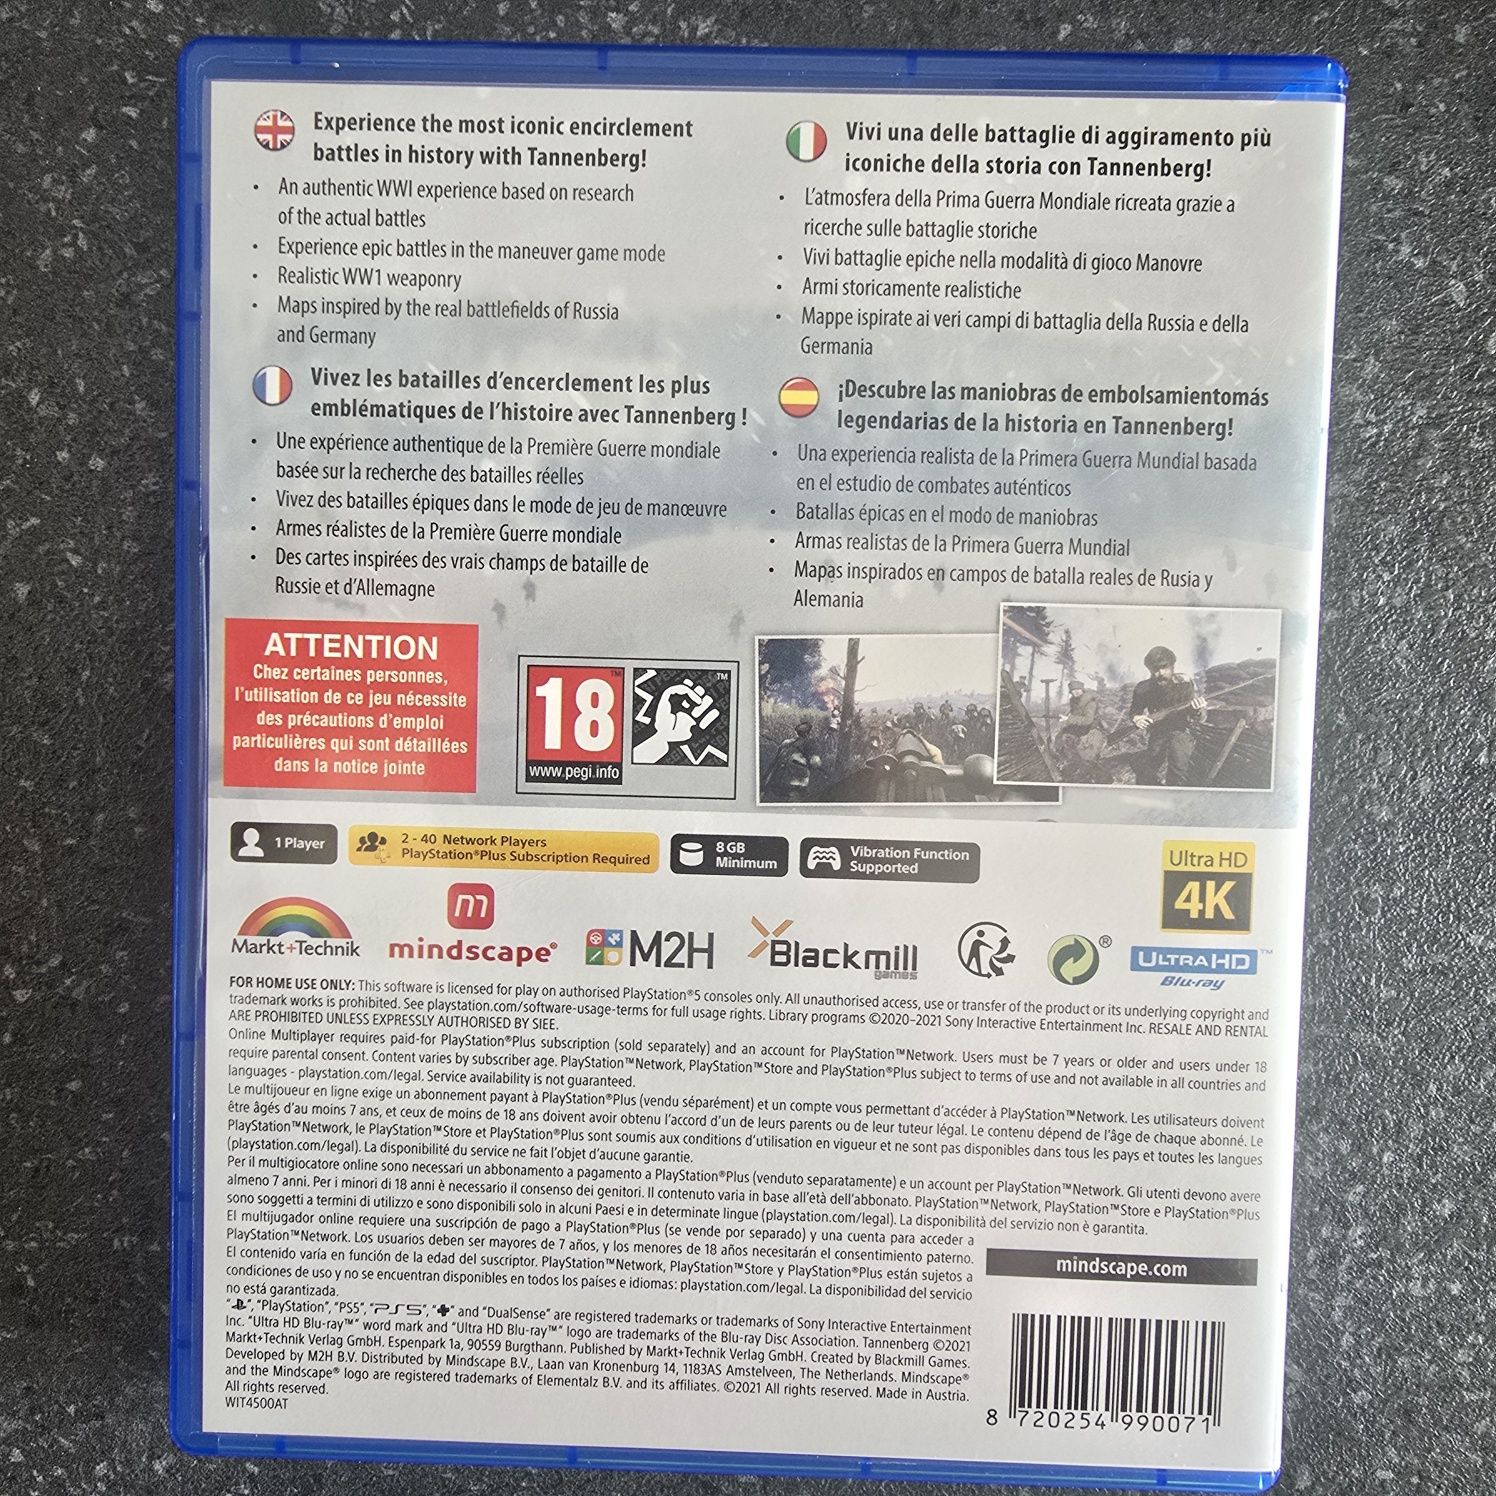 Experience the most iconic encirclement
battles in history with Tannenberg!
• An authentic WWI experience based on research
of the actual battles
• Experience epic battles in the maneuver game mode
• Realistic WW1 weaponry
• Maps inspired by the real battlefields of Russia
and Germany
Vivez les batailles d'encerclement les plus
emblématiques de l'histoire avec Tannenberg !
• Une expérience authentique de la Première Guerre mondiale
basée sur la recherche des batailles réelles
• Vivez des batailles épiques dans le mode de jeu de manœuvre
• Armes réalistes de la Première Guerre mondiale
• Des cartes inspirées des vrais champs de bataille de
Russie et d'Allemagne
Vivi una delle battaglie di aggiramento più
iconiche della storia con Tannenberg!
• L'atmosfera della Prima Guerra Mondiale ricreata grazie a
ricerche sulle battaglie storiche
• Vivi battaglie epiche nella modalità di gioco Manovre
• Armi storicamente realistiche
• Mappe ispirate ai veri campi di battaglia della Russia e della
Germania
¡Descubre las maniobras de embolsamientomás
legendarias de la historia en Tannenberg!
• Una experiencia realista de la Primera Guerra Mundial basada
en el estudio de combates auténticos
• Batallas épicas en el modo de maniobras
• Armas realistas de la Primera Guerra Mundial
• Mapas inspirados en campos de batalla reales de Rusia y
Alemania
ATTENTION
Chez certaines personnes,
l'utilisation de ce jeu nécessite
des précautions d'emploi
particulières qui sont détaillées
dans la notice jointe
18™
www.pegi.info
TM
1 Player
2 - 40 Network Players
PlayStation®Plus Subscription Required
8 GB
Minimum
Vibration Function
Supported
Ultra HD
4K
Markt+Technik
m
mindscape®
M2H
Blackmill
games
®
ULTRA HD™
Blu-ray
FOR HOME USE ONLY: This software is licensed for play on authorised PlayStation®5 consoles only. All unauthorised access, use or transfer of the product or its underlying copyright and
trademark works is prohibited. See playstation.com/software-usage-terms for full usage rights. Library programs ©2020-2021 Sony Interactive Entertainment Inc. RESALE AND RENTAL
ARE PROHIBITED UNLESS EXPRESSLY AUTHORISED BY SIEE.
Online Multiplayer requires paid-for PlayStation®Plus subscription (sold separately) and an account for PlayStation™Network. Users must be 7 years or older and users under 18
require parental consent. Content varies by subscriber age. PlayStation™Network, PlayStation™Store and PlayStation®Plus subject to terms of use and not available in all countries and
languages - playstation.com/legal. Service availability is not guaranteed.
Le multijoueur en ligne exige un abonnement payant à PlayStation®Plus (vendu séparément) et un compte vous permettant d'accéder à PlayStation™Network. Les utilisateurs doivent
être âgés d'au moins 7 ans, et ceux de moins de 18 ans doivent avoir obtenu l'accord d'un de leurs parents ou de leur tuteur légal. Le contenu dépend de l'âge de chaque abonné. Le
PlayStation™Network, le PlayStation™Store et PlayStation®Plus sont soumis aux conditions d'utilisation en vigueur et ne sont pas disponibles dans tous les pays et toutes les langues
(playstation.com/legal). La disponibilité du service ne fait l'objet d'aucune garantie.
Per il multigiocatore online sono necessari un abbonamento a pagamento a PlayStation®Plus (venduto separatamente) e un account per PlayStation™Network. Gli utenti devono avere
almeno 7 anni. Per i minori di 18 anni è necessario il consenso dei genitori. Il contenuto varia in base all'età dell'abbonato. PlayStation™Network, PlayStation™Store e PlayStation®Plus
sono soggetti a termini di utilizzo e sono disponibili solo in alcuni Paesi e in determinate lingue (playstation.com/legal). La disponibilità del servizio non è garantita.
El multijugador online requiere una suscripción de pago a PlayStation®Plus (se vende por separado) y una cuenta para acceder a
PlayStation™Network. Los usuarios deben ser mayores de 7 años, y los menores de 18 años necesitarán el consentimiento paterno.
El contenido varía en función de la edad del suscriptor. PlayStation™Network, PlayStation™Store y PlayStation®Plus están sujetos a
condiciones de uso y no se encuentran disponibles en todos los países e idiomas: playstation.com/legal. La disponibilidad del servicio
no está garantizada.
"", "PlayStation", "PS5", "PS5", "" and "DualSense" are registered trademarks or trademarks of Sony Interactive Entertainment
Inc. "Ultra HD Blu-ray™" word mark and "Ultra HD Blu-ray™" logo are trademarks of the Blu-ray Disc Association. Tannenberg ©2021
Markt+Technik Verlag GmbH. Espenpark 1a, 90559 Burgthann. Published by Markt+Technik Verlag GmbH. Created by Blackmill Games.
Developed by M2H B.V. Distributed by Mindscape B.V., Laan van Kronenburg 14, 1183AS Amstelveen, The Netherlands. Mindscape®
and the Mindscape® logo are registered trademarks of Elementalz B.V. and its affiliates. ©2021 All rights reserved. Made in Austria.
All rights reserved.
WIT4500AT
mindscape.com
8 720254 990071